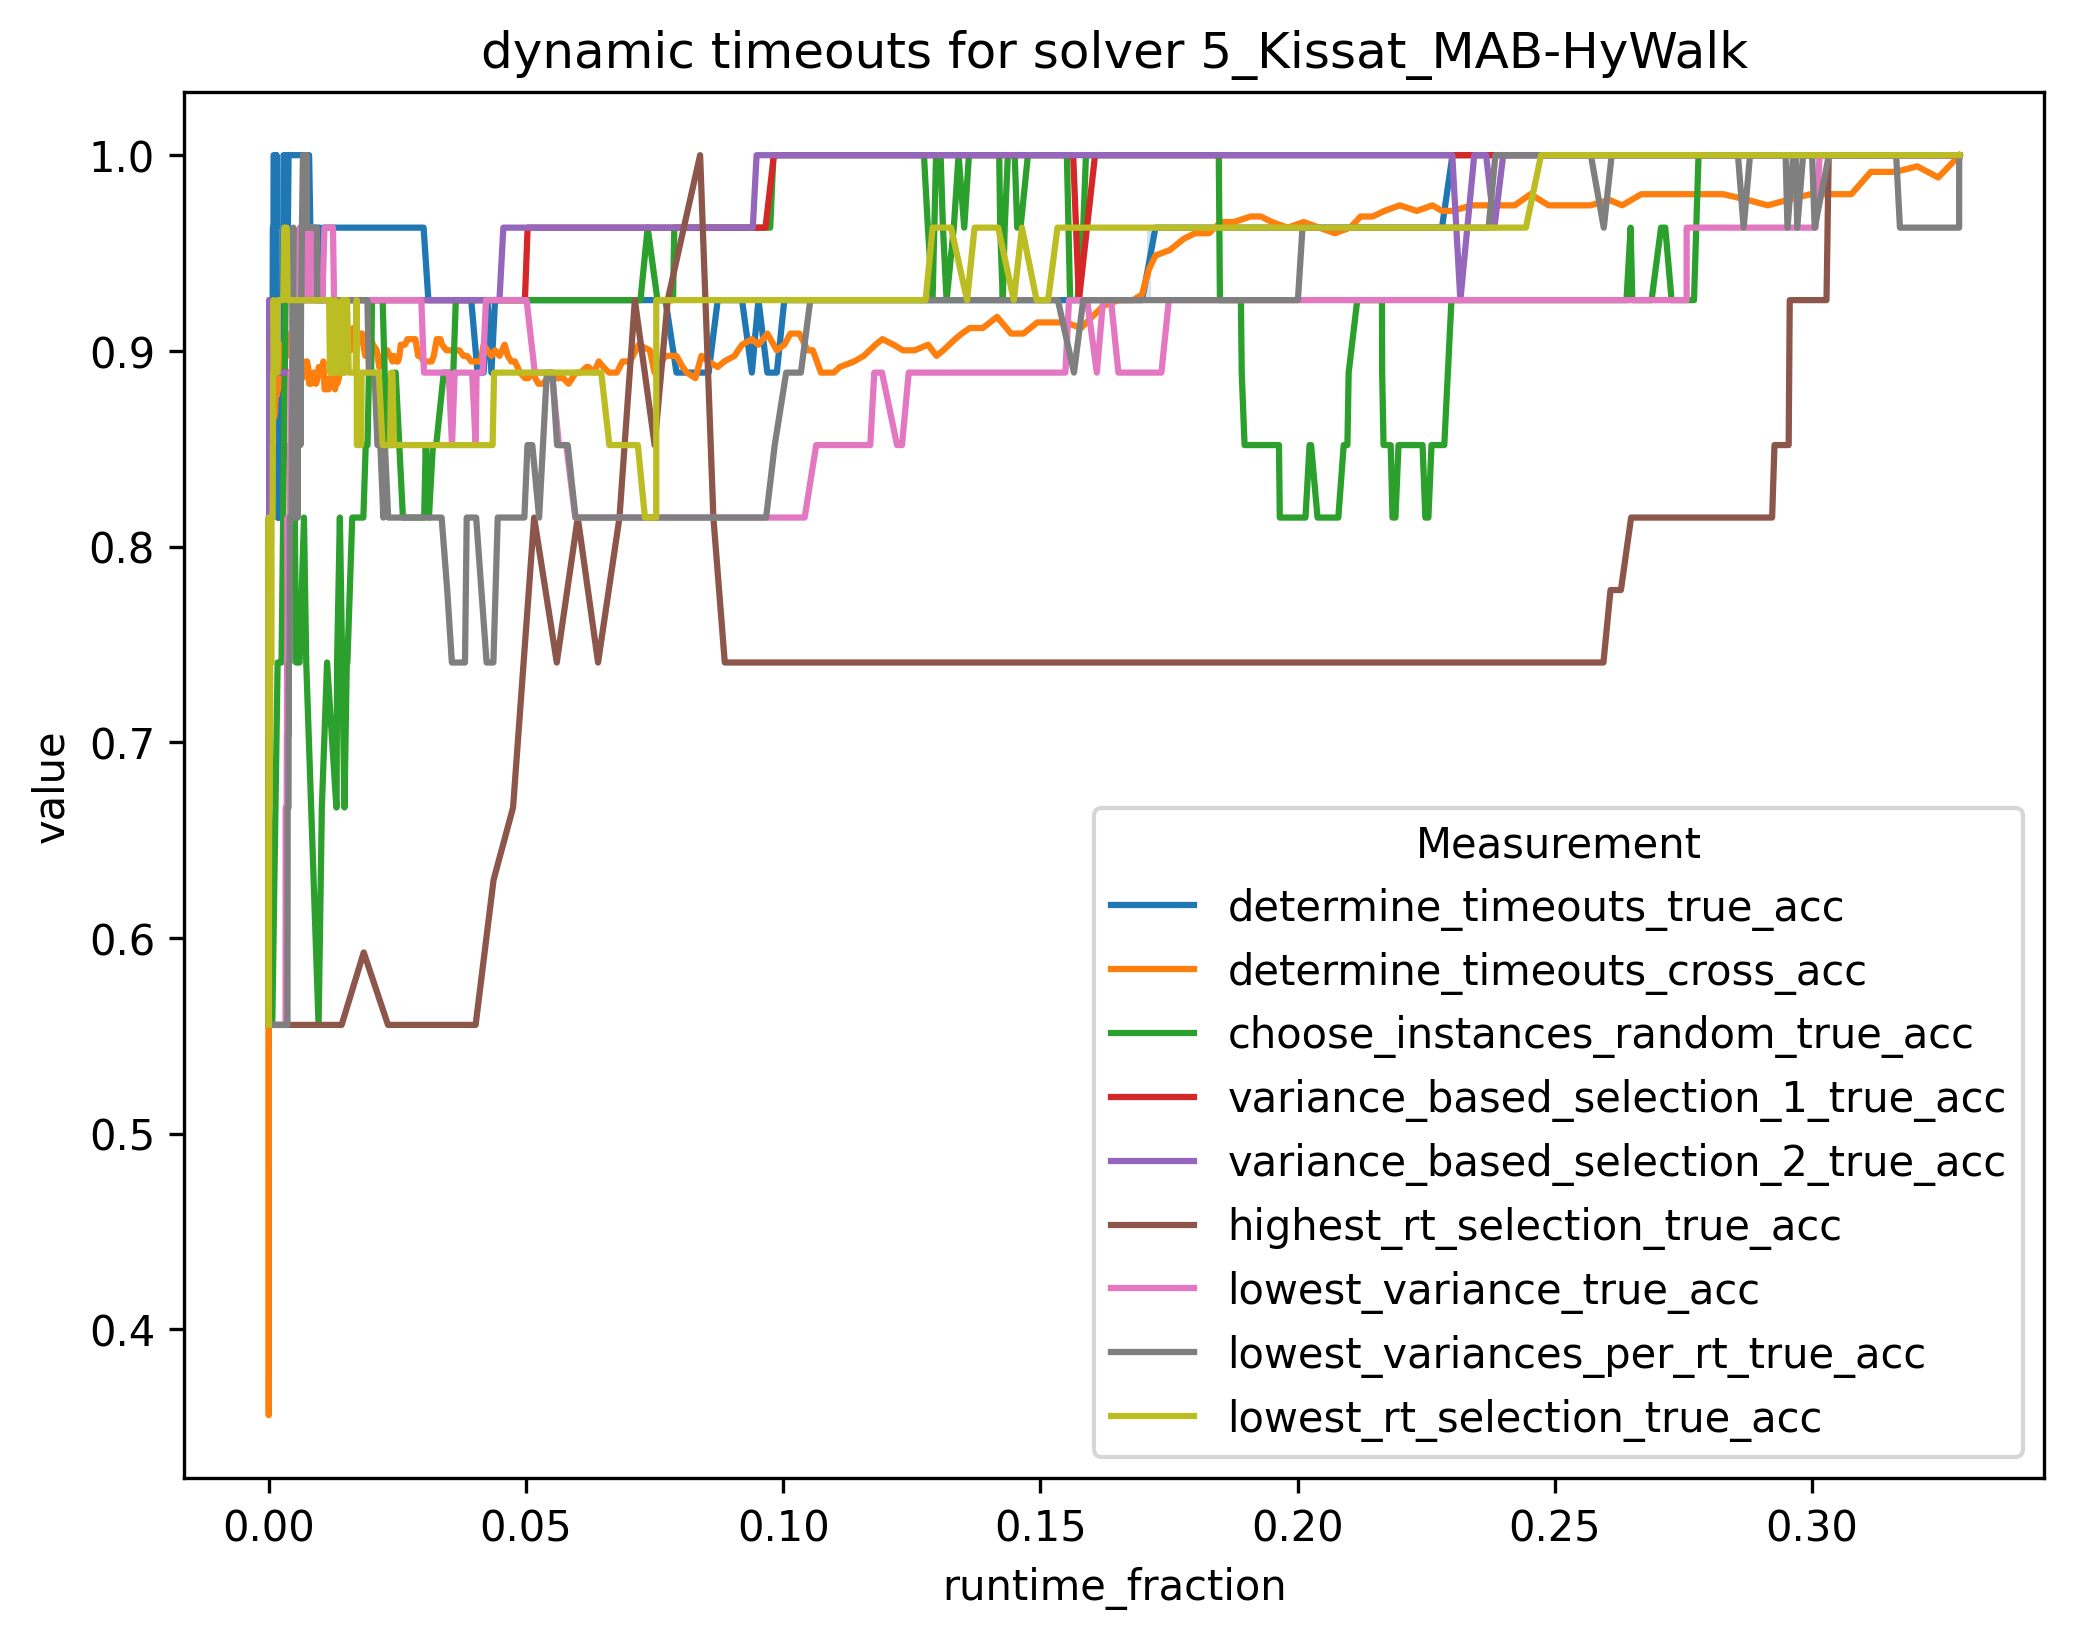 dynamic timeouts for solver 5_Kissat_MAB-HyWalk
1.0
0.9
0.8
0.7
0.6
0.5
0.4
value
Measurement
determine_timeouts_true_acc
determine_timeouts_cross_acc
choose_instances_random_true_acc
variance_based_selection_1_true_acc
variance_based_selection_2_true_acc
highest_rt_selection_true_acc
lowest_variance_true_acc
lowest_variances_per_rt_true_acc
lowest_rt_selection_true_acc
0.00 0.05 0.10 0.15 0.20 0.25 0.30
runtime_fraction